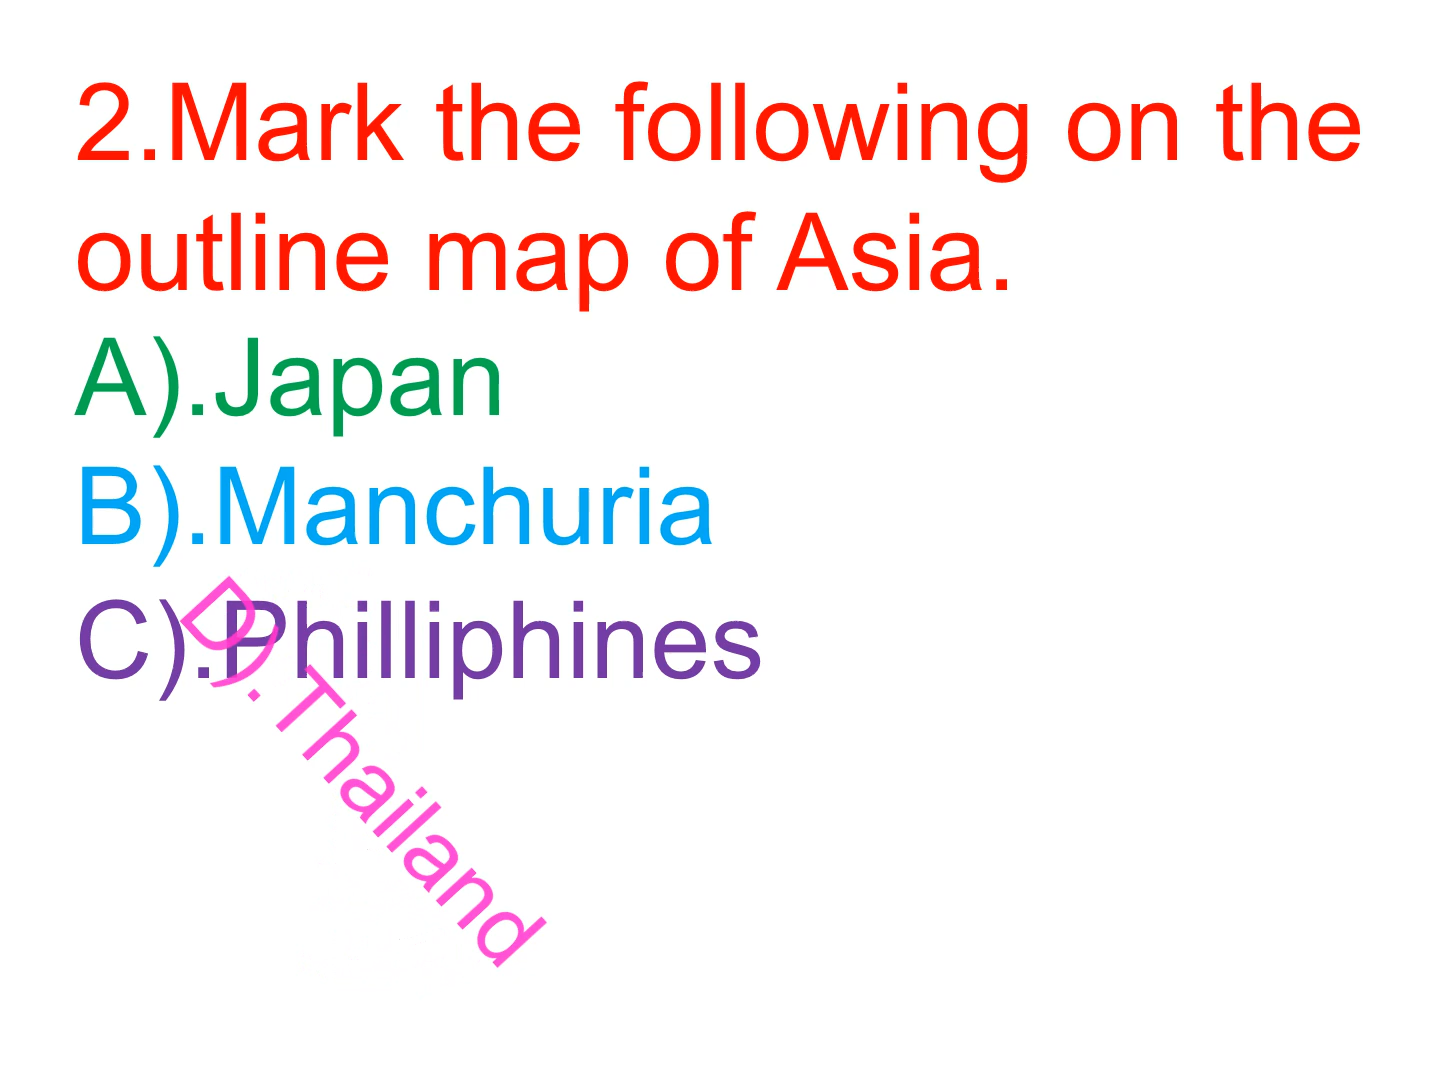 2.Mark the following on the
outline map of Asia.
A).Japan
B).Manchuria
C).Philliphines
D).Thailand